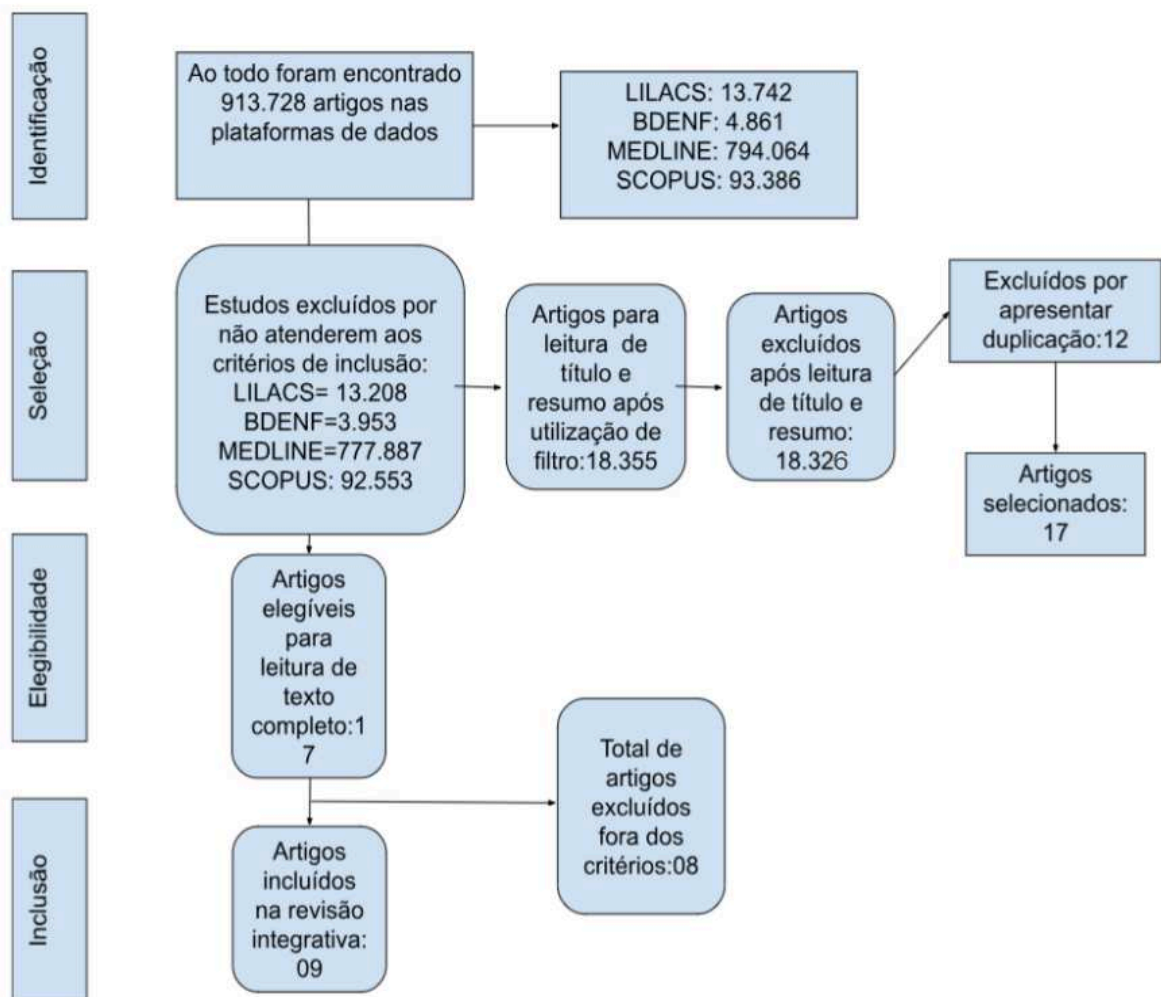 Identificação
Ao todo foram encontrado
913.728 artigos nas
plataformas de dados
LILACS: 13.742
BDENF: 4.861
MEDLINE: 794.064
SCOPUS: 93.386
Seleção
Estudos excluídos por
não atenderem aos
critérios de inclusão:
LILACS= 13.208
BDENF=3.953
MEDLINE=777.887
SCOPUS: 92.553
Artigos para
leitura de
título e
resumo após
utilização de
filtro:18.355
Artigos
excluídos
após leitura
de título e
resumo:
18.326
Excluídos por
apresentar
duplicação:12
Artigos
selecionados:
17
Elegibilidade
Artigos
elegíveis
para
leitura de
texto
completo:1
7
Inclusão
Total de
artigos
excluídos
fora dos
critérios:08
Artigos
incluídos
na revisão
integrativa:
09